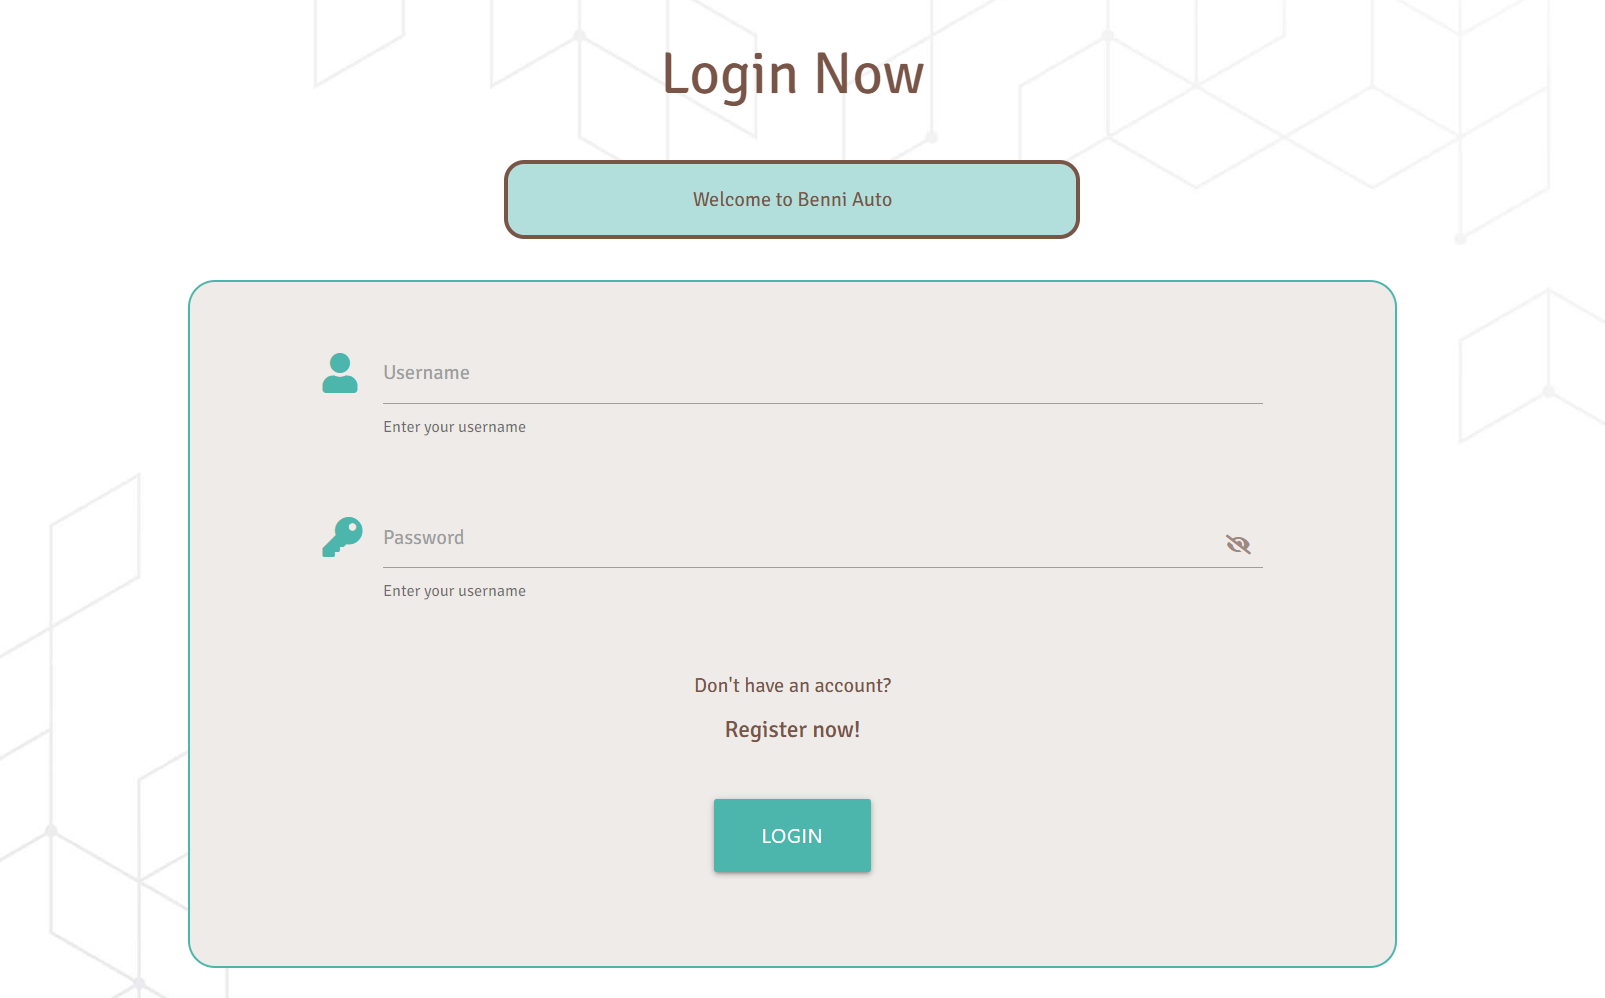 Login Now
Welcome to Benni Auto
Username
Enter your username
Password
Enter your username
Don't have an account?
Register now!
LOGIN